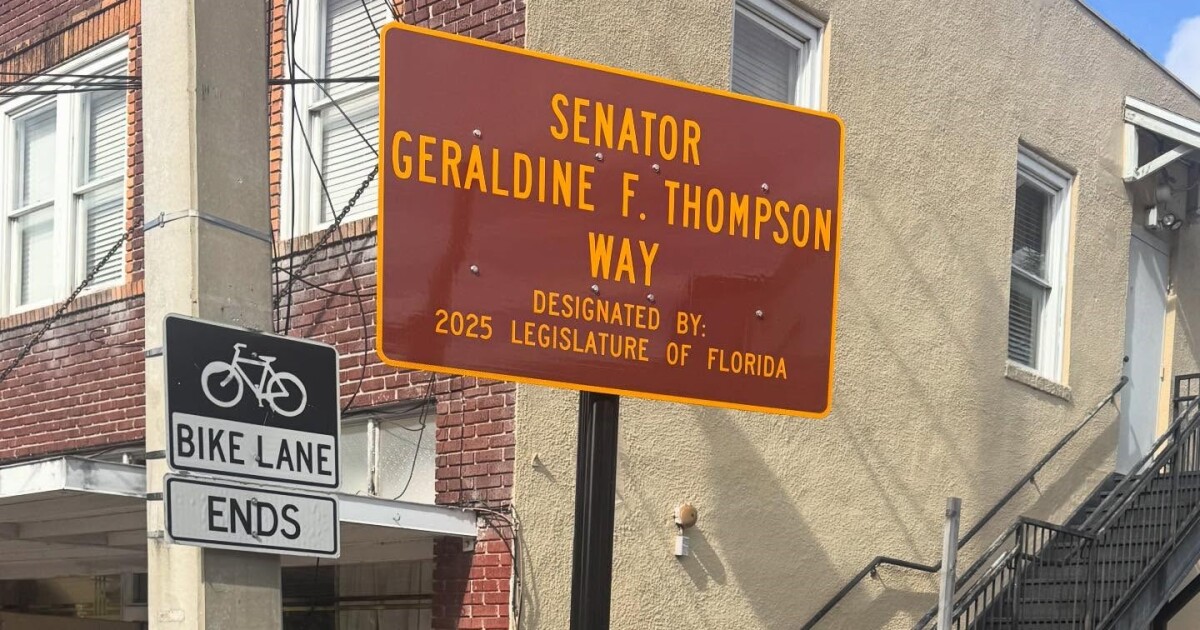 SENATOR
GERALDINE F. THOMPSON
WAY
DESIGNATED BY:
2025 LEGISLATURE OF FLORIDA
BIKE LANE
ENDS